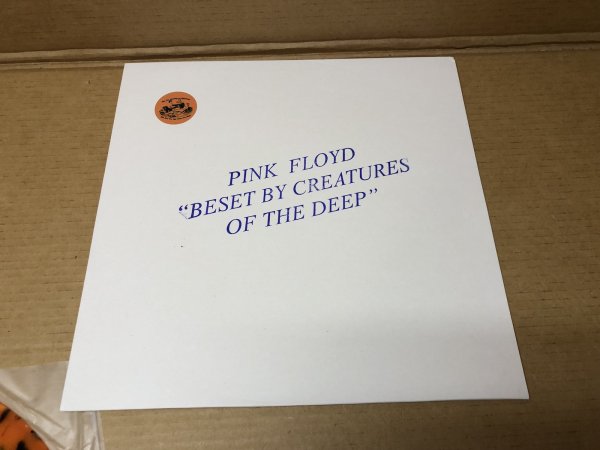 PINK FLOYD
“BESET BY CREATURES
OF THE DEEP”